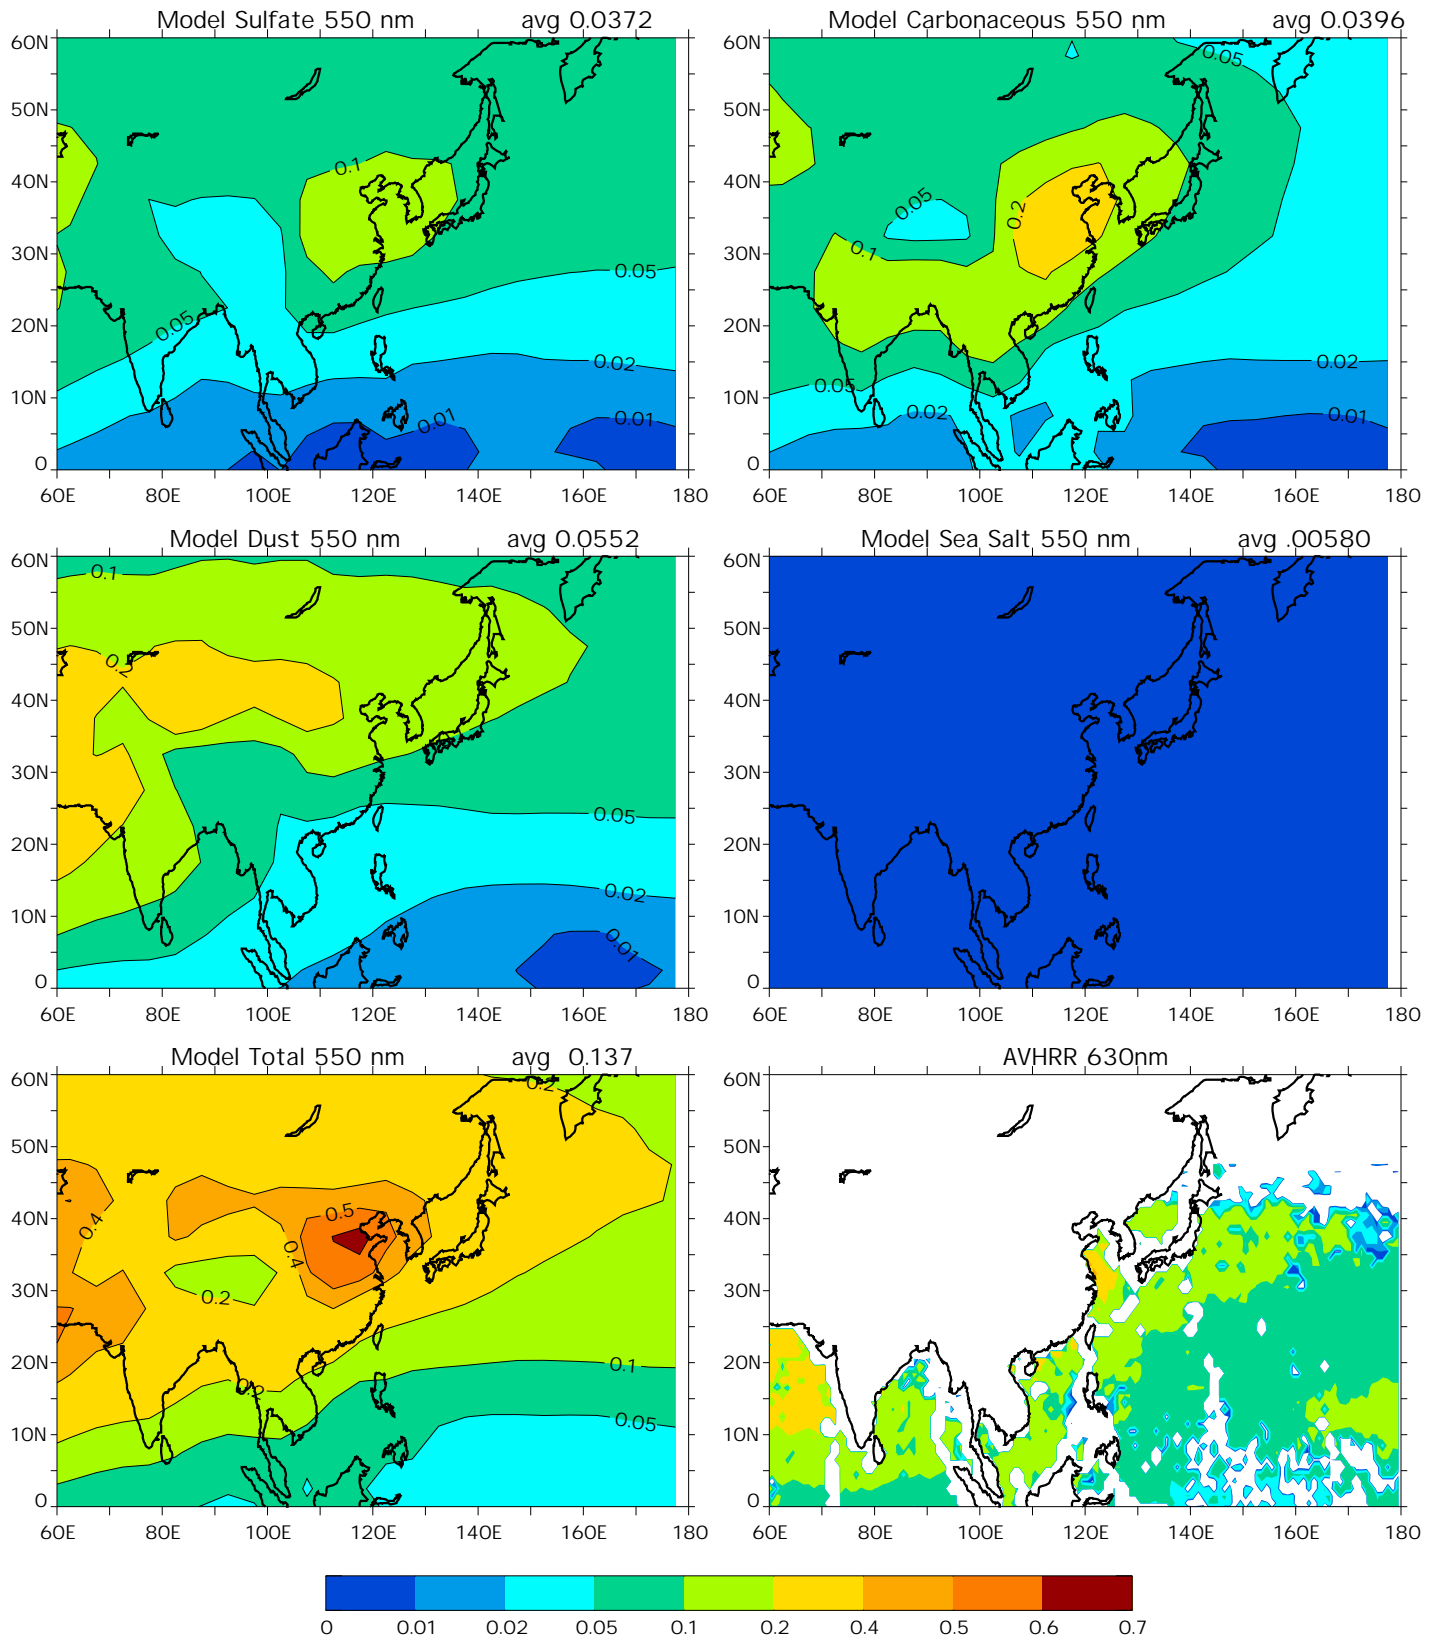 Model Sulfate 550 nm avg 0.0372
60N
50N
40N
30N
20N
10N
0
0.1
0.05
0.05
0.02
0.01
0.01
60E 80E 100E 120E 140E 160E 180
Model Carbonaceous 550 nm avg 0.0396
60N
50N
40N
30N
20N
10N
0
0.05
0.2
0.05
0.1
0.05
0.02
0.02
0.01
60E 80E 100E 120E 140E 160E 180
Model Dust 550 nm avg 0.0552
60N
50N
40N
30N
20N
10N
0
0.1
0.2
0.05
0.02
0.01
60E 80E 100E 120E 140E 160E 180
Model Sea Salt 550 nm avg .00580
60N
50N
40N
30N
20N
10N
0
60E 80E 100E 120E 140E 160E 180
Model Total 550 nm avg 0.137
60N
50N
40N
30N
20N
10N
0
0.2
0.5
0.4
0.4
0.2
0.2
0.1
0.05
60E 80E 100E 120E 140E 160E 180
AVHRR 630nm
60N
50N
40N
30N
20N
10N
0
60E 80E 100E 120E 140E 160E 180
0 0.01 0.02 0.05 0.1 0.2 0.4 0.5 0.6 0.7